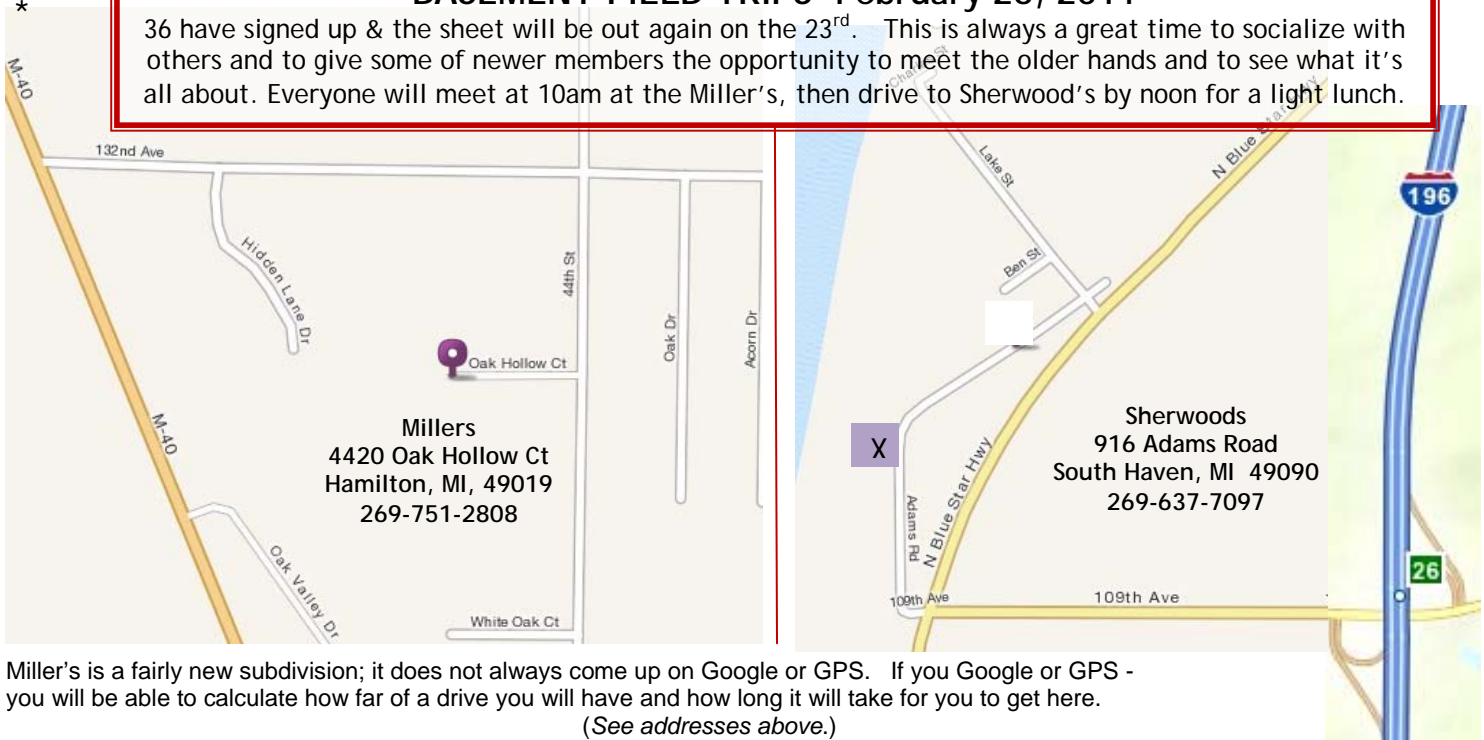 *
36 have signed up & the sheet will be out again on the 23rd. This is always a great time to socialize with
others and to give some of newer members the opportunity to meet the older hands and to see what it's
all about. Everyone will meet at 10am at the Miller's, then drive to Sherwood's by noon for a light lunch.
M-40
132nd Ave
Hidden Lane Dr
44th St
Oak Dr
Acorn Dr
Oak Hollow Ct
Millers
4420 Oak Hollow Ct
Hamilton, MI, 49019
269-751-2808
M-40
Oak Valley Dr
White Oak Ct
Lake St
Ben St
N Blue Star Hwy
196
X
Sherwoods
916 Adams Road
South Haven, MI 49090
269-637-7097
Adams Rd
N Blue Star Hwy
109th Ave
109th Ave
26
Miller's is a fairly new subdivision; it does not always come up on Google or GPS. If you Google or GPS -
you will be able to calculate how far of a drive you will have and how long it will take for you to get here.
(See addresses above.)